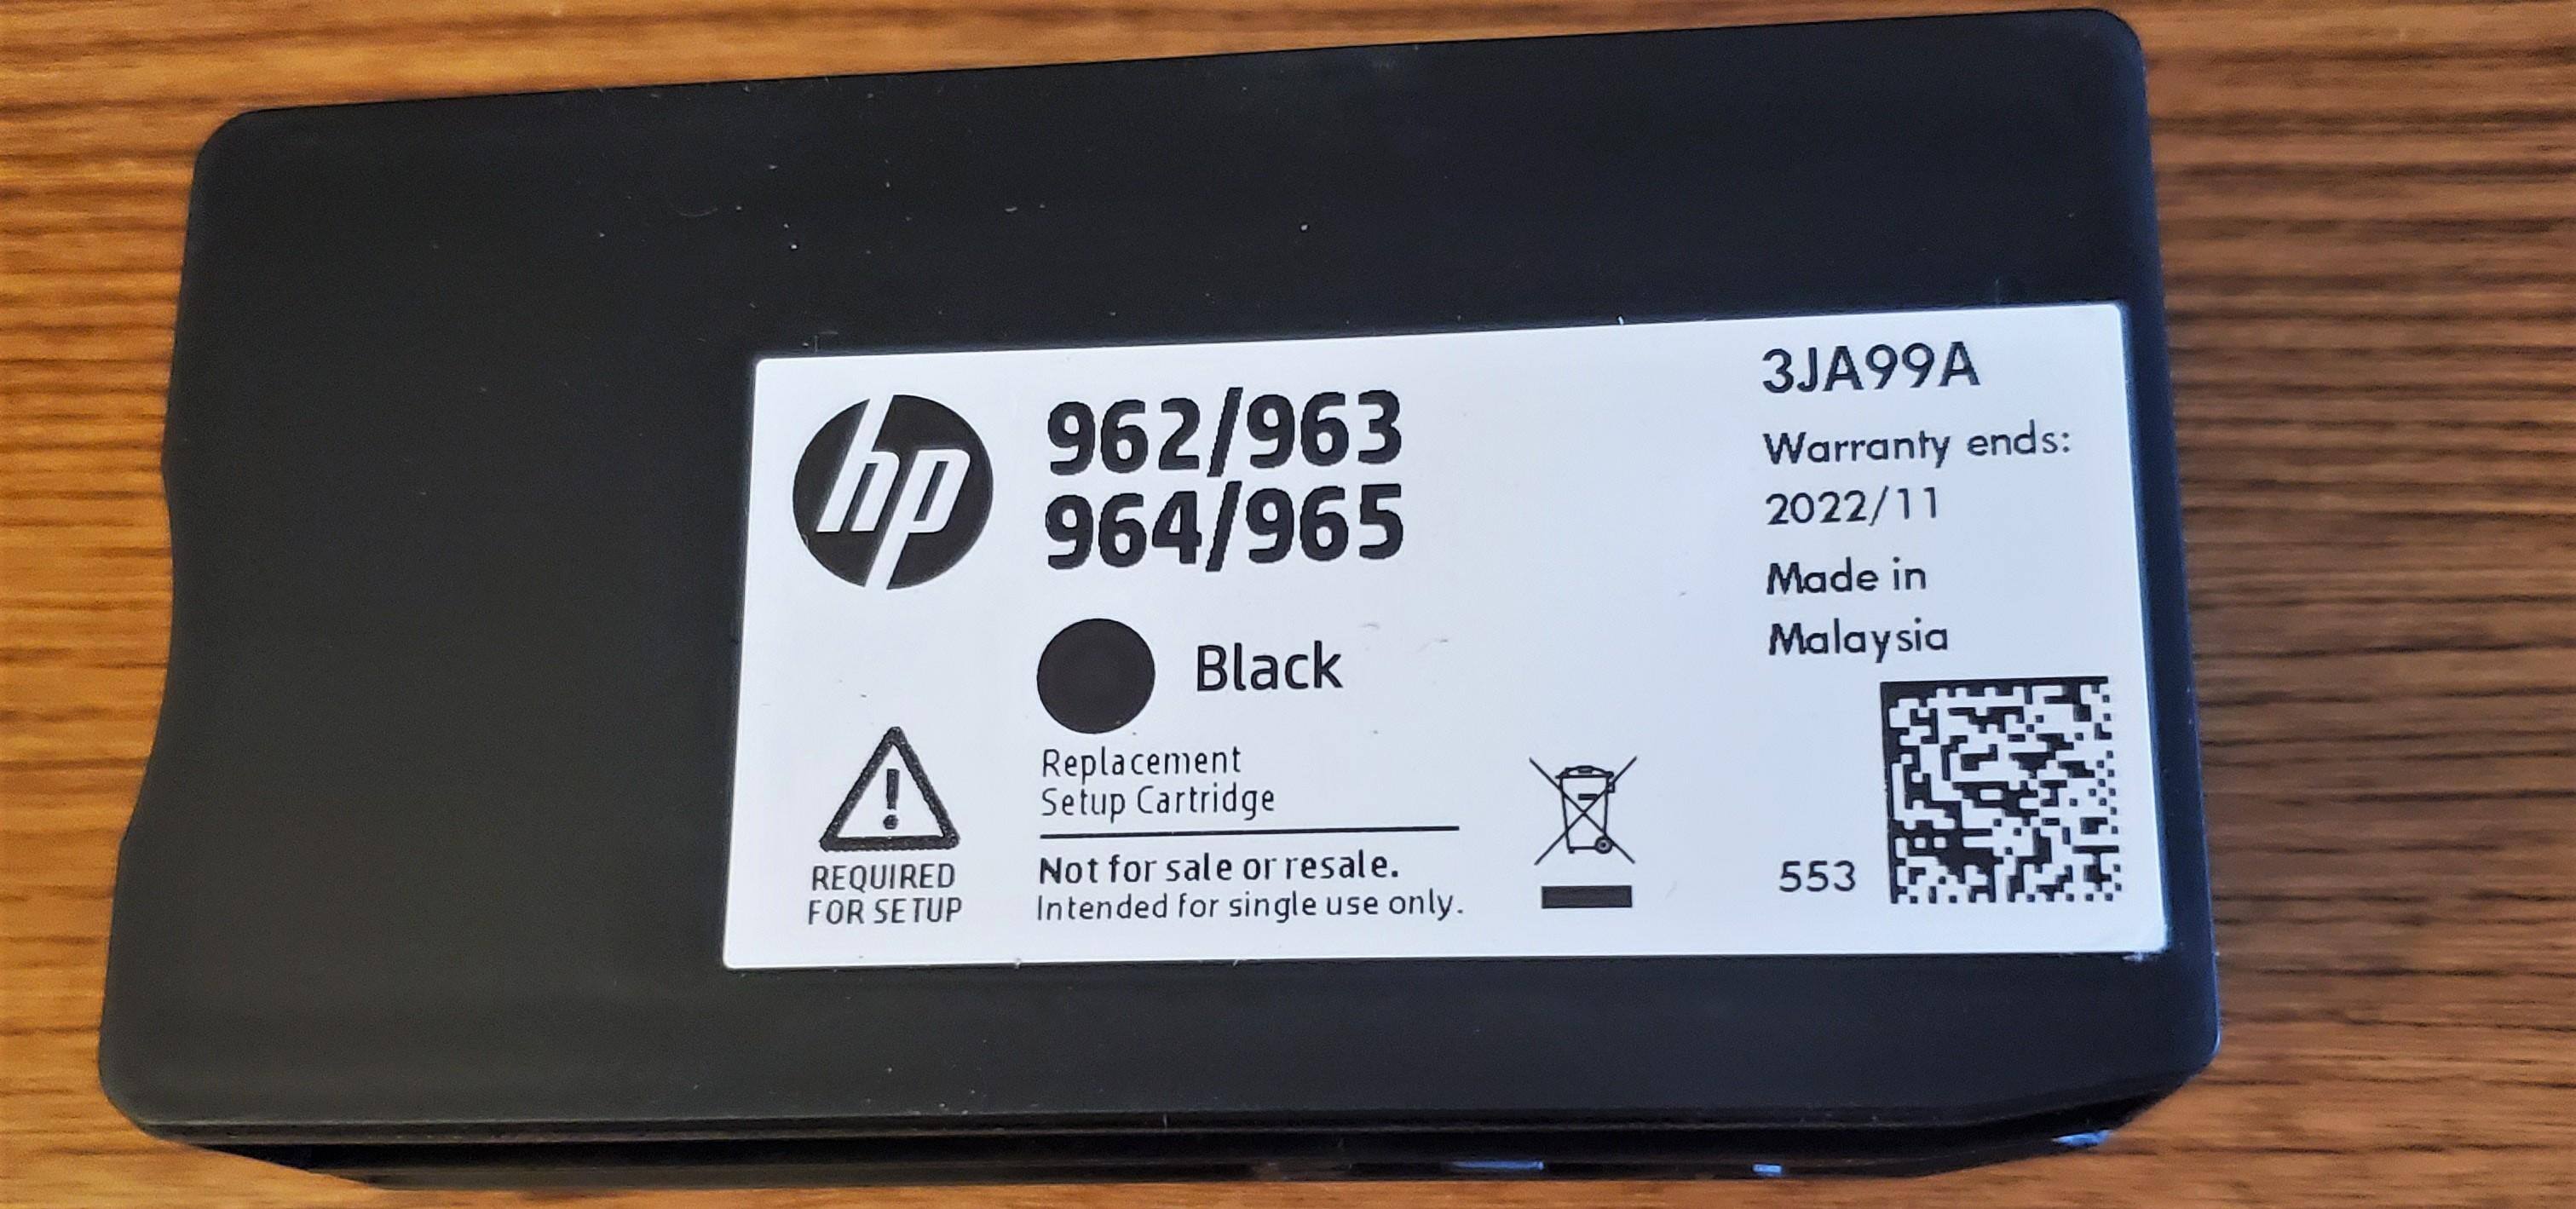 hp
962/963
964/965
Black
Replacement
Setup Cartridge
Not for sale or resale.
Intended for single use only.
REQUIRED
FOR SETUP
3JA99A
Warranty ends:
2022/11
Made in
Malaysia
553